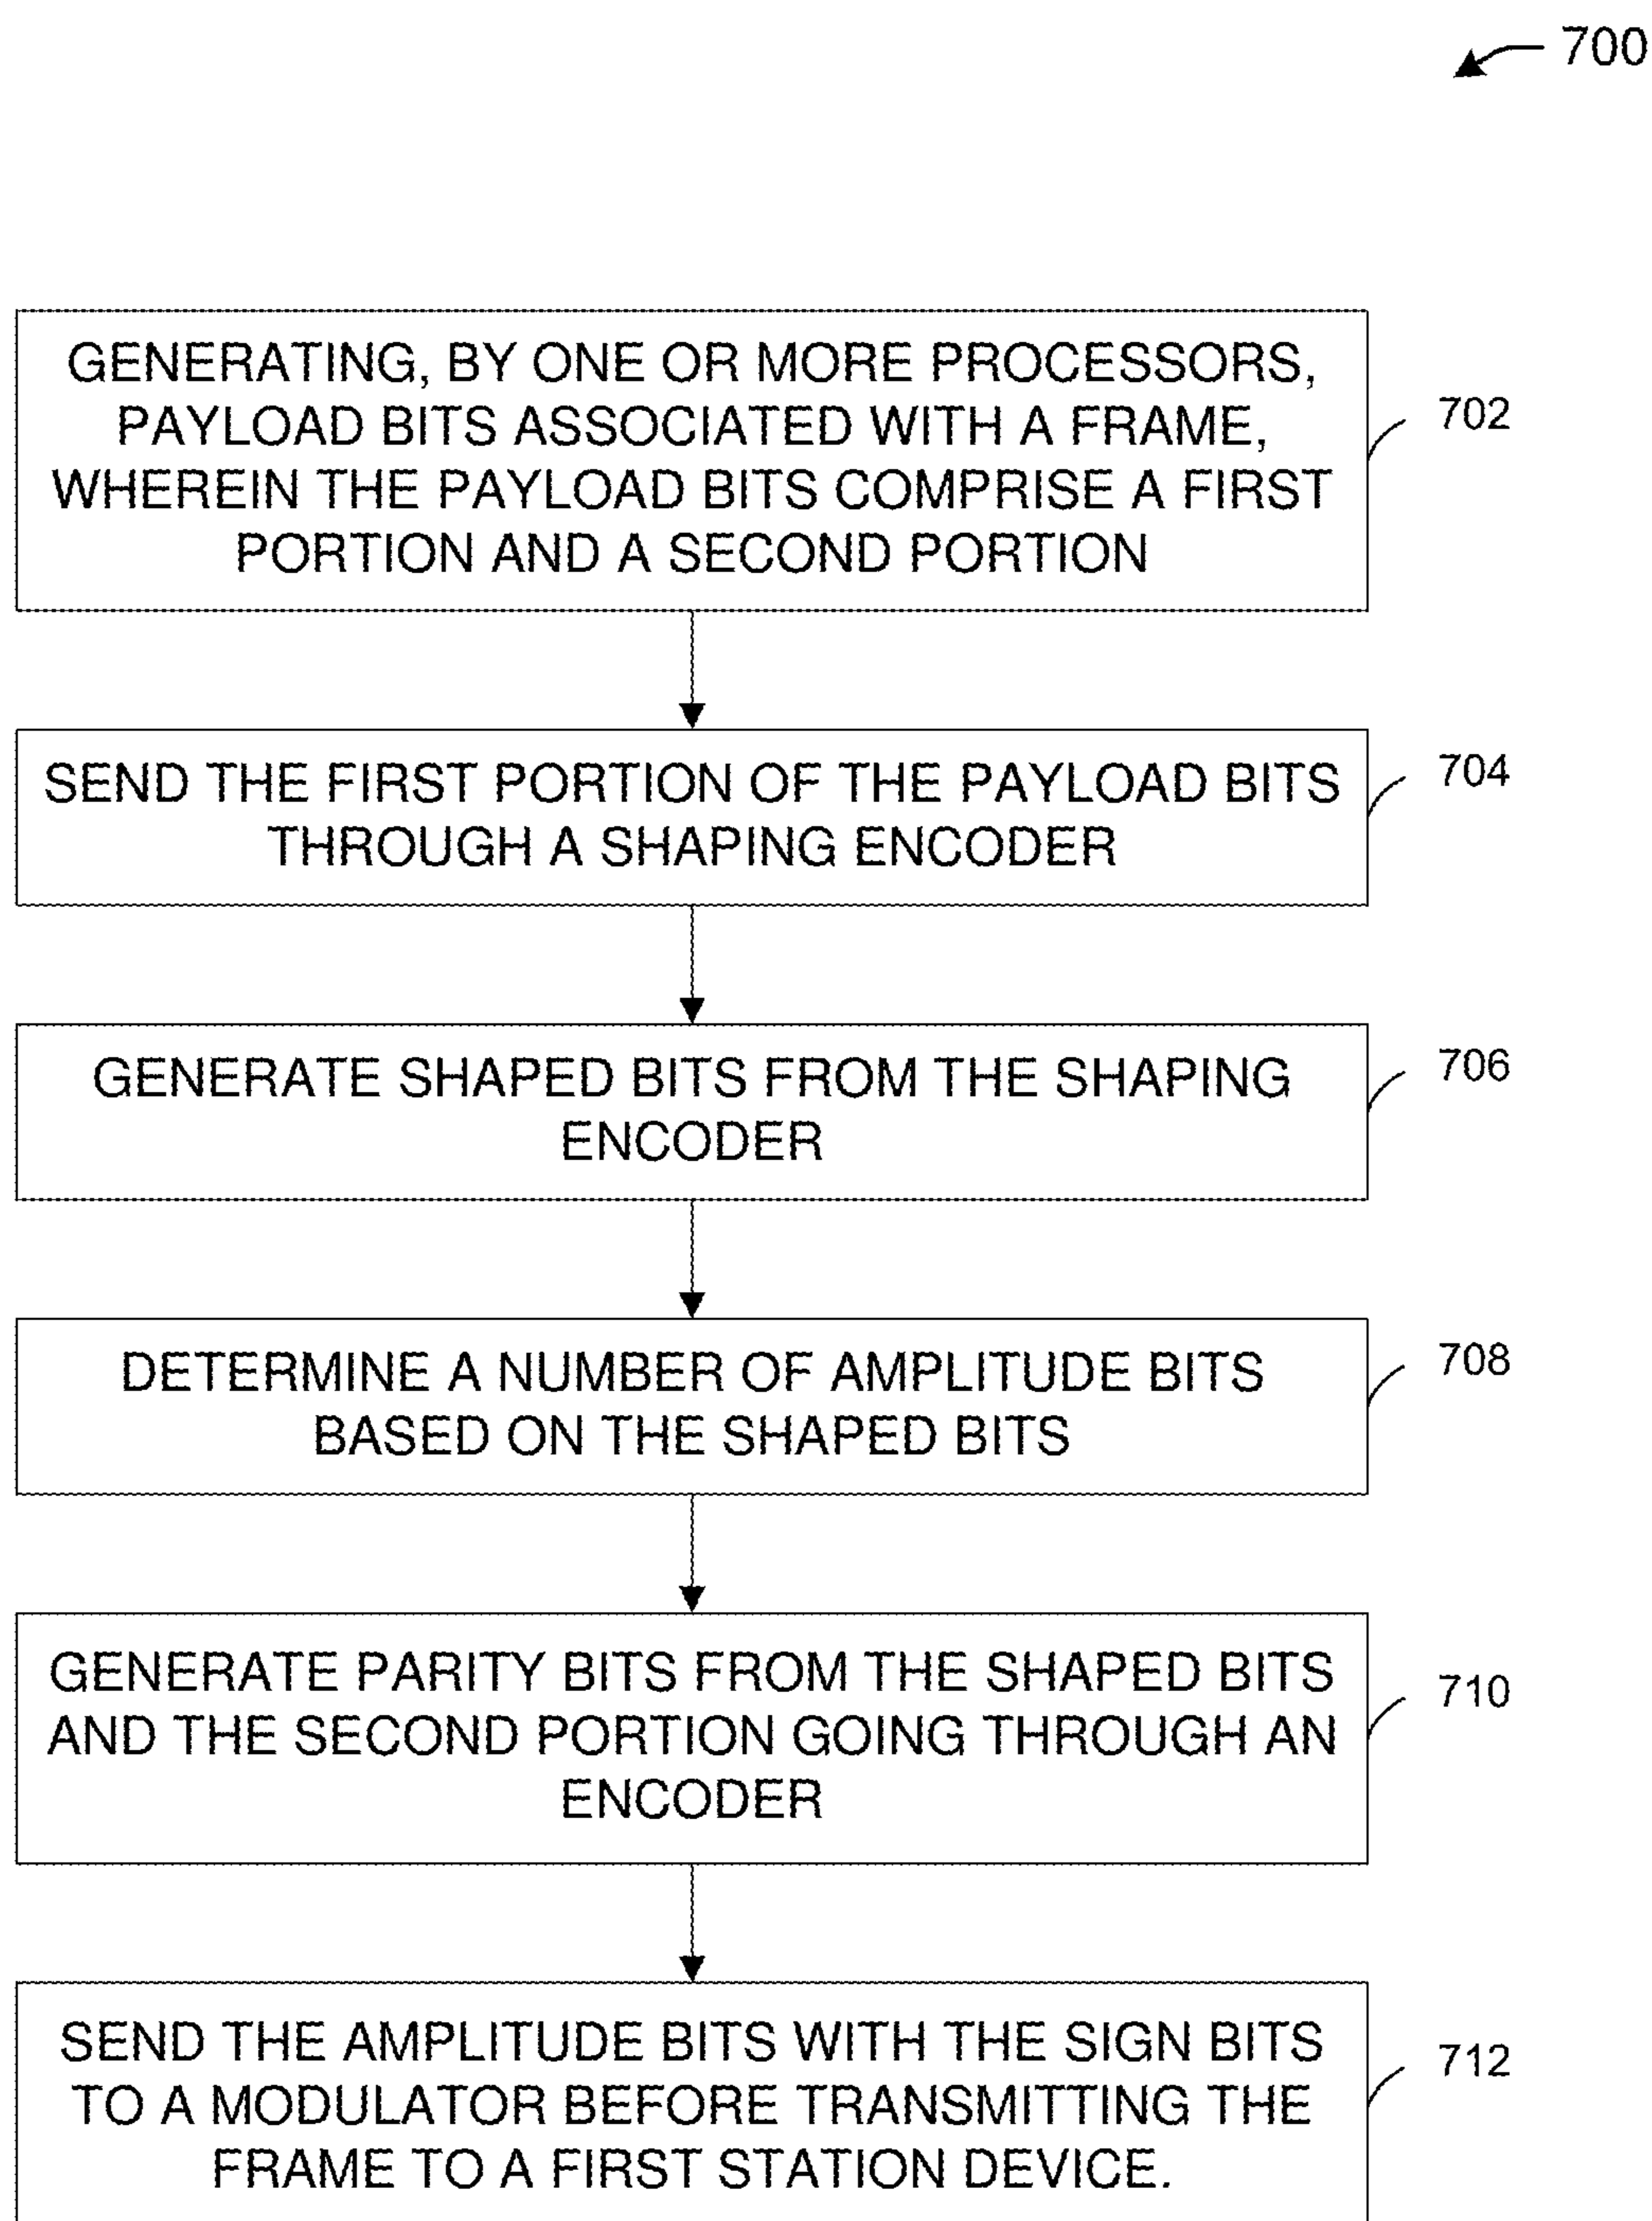 700
GENERATING, BY ONE OR MORE PROCESSORS,
PAYLOAD BITS ASSOCIATED WITH A FRAME,
WHEREIN THE PAYLOAD BITS COMPRISE A FIRST
PORTION AND A SECOND PORTION
702
SEND THE FIRST PORTION OF THE PAYLOAD BITS
THROUGH A SHAPING ENCODER
704
GENERATE SHAPED BITS FROM THE SHAPING
ENCODER
706
DETERMINE A NUMBER OF AMPLITUDE BITS
BASED ON THE SHAPED BITS
708
GENERATE PARITY BITS FROM THE SHAPED BITS
AND THE SECOND PORTION GOING THROUGH AN
ENCODER
710
SEND THE AMPLITUDE BITS WITH THE SIGN BITS
TO A MODULATOR BEFORE TRANSMITTING THE
FRAME TO A FIRST STATION DEVICE.
712